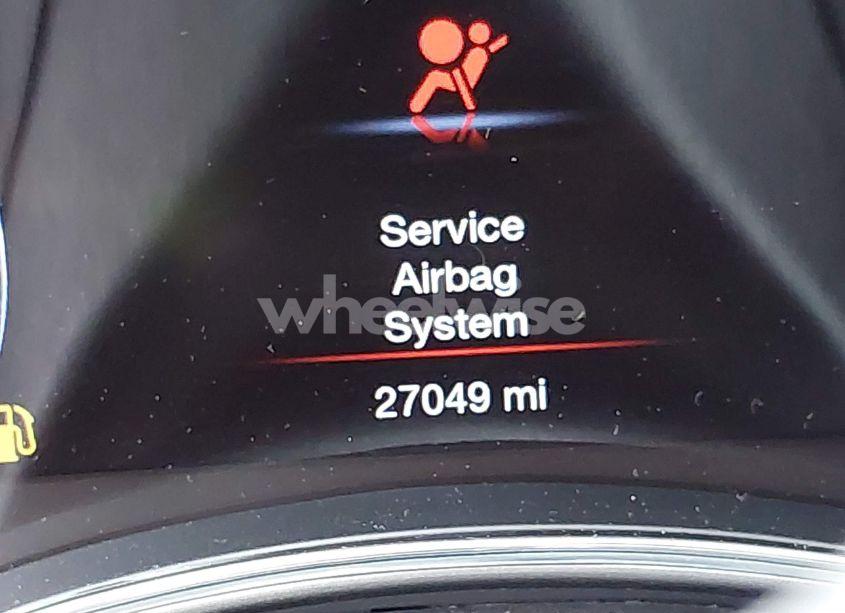 Service
Airbag
wheelwise
System
27049 mi